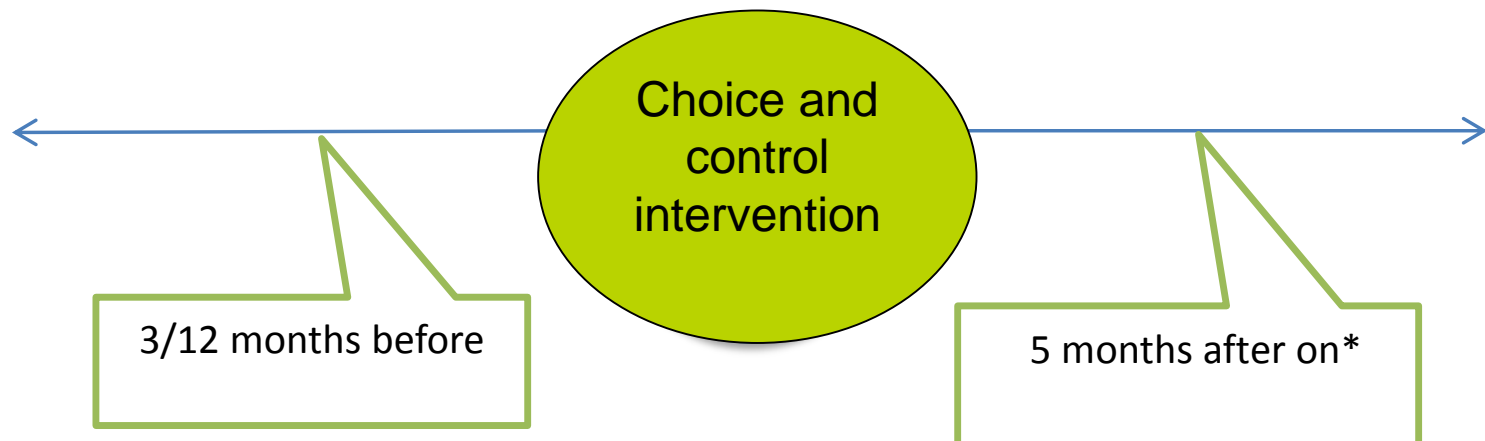 Choice and
control
intervention
3/12 months before
5 months after on*